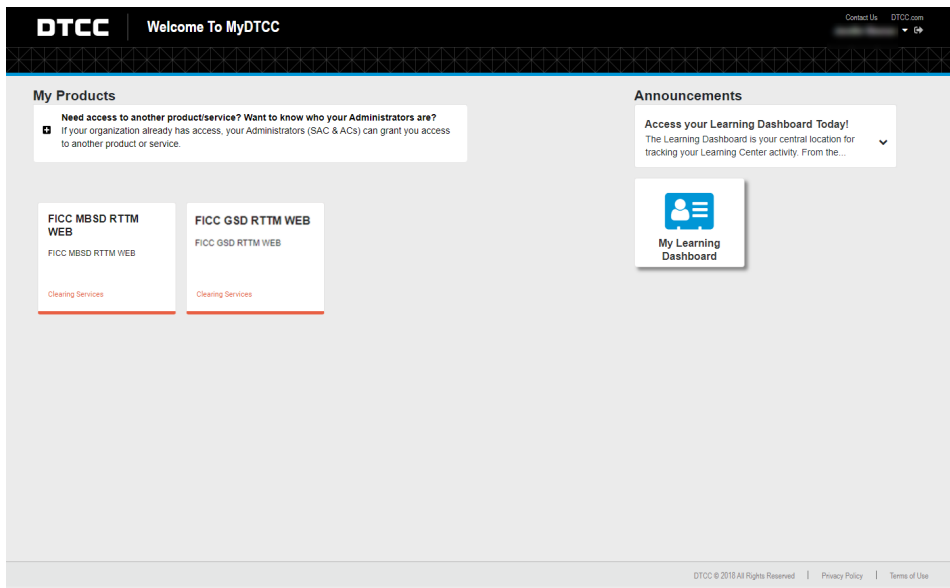 DTCC
Welcome To MyDTCC
Contact Us DTCC.com
My Products
Need access to another product/service? Want to know who your Administrators are?
If your organization already has access, your Administrators (SAC & ACs) can grant you access
to another product or service.
FICC MBSD RTTM
WEB
FICC MBSD RTTM WEB
Clearing Services
FICC GSD RTTM WEB
FICC GSD RTTM WEB
Clearing Services
Announcements
Access your Learning Dashboard Today!
The Learning Dashboard is your central location for
tracking your Learning Center activity. From the...
My Learning
Dashboard
DTCC © 2018 All Rights Reserved | Privacy Policy | Terms of Use